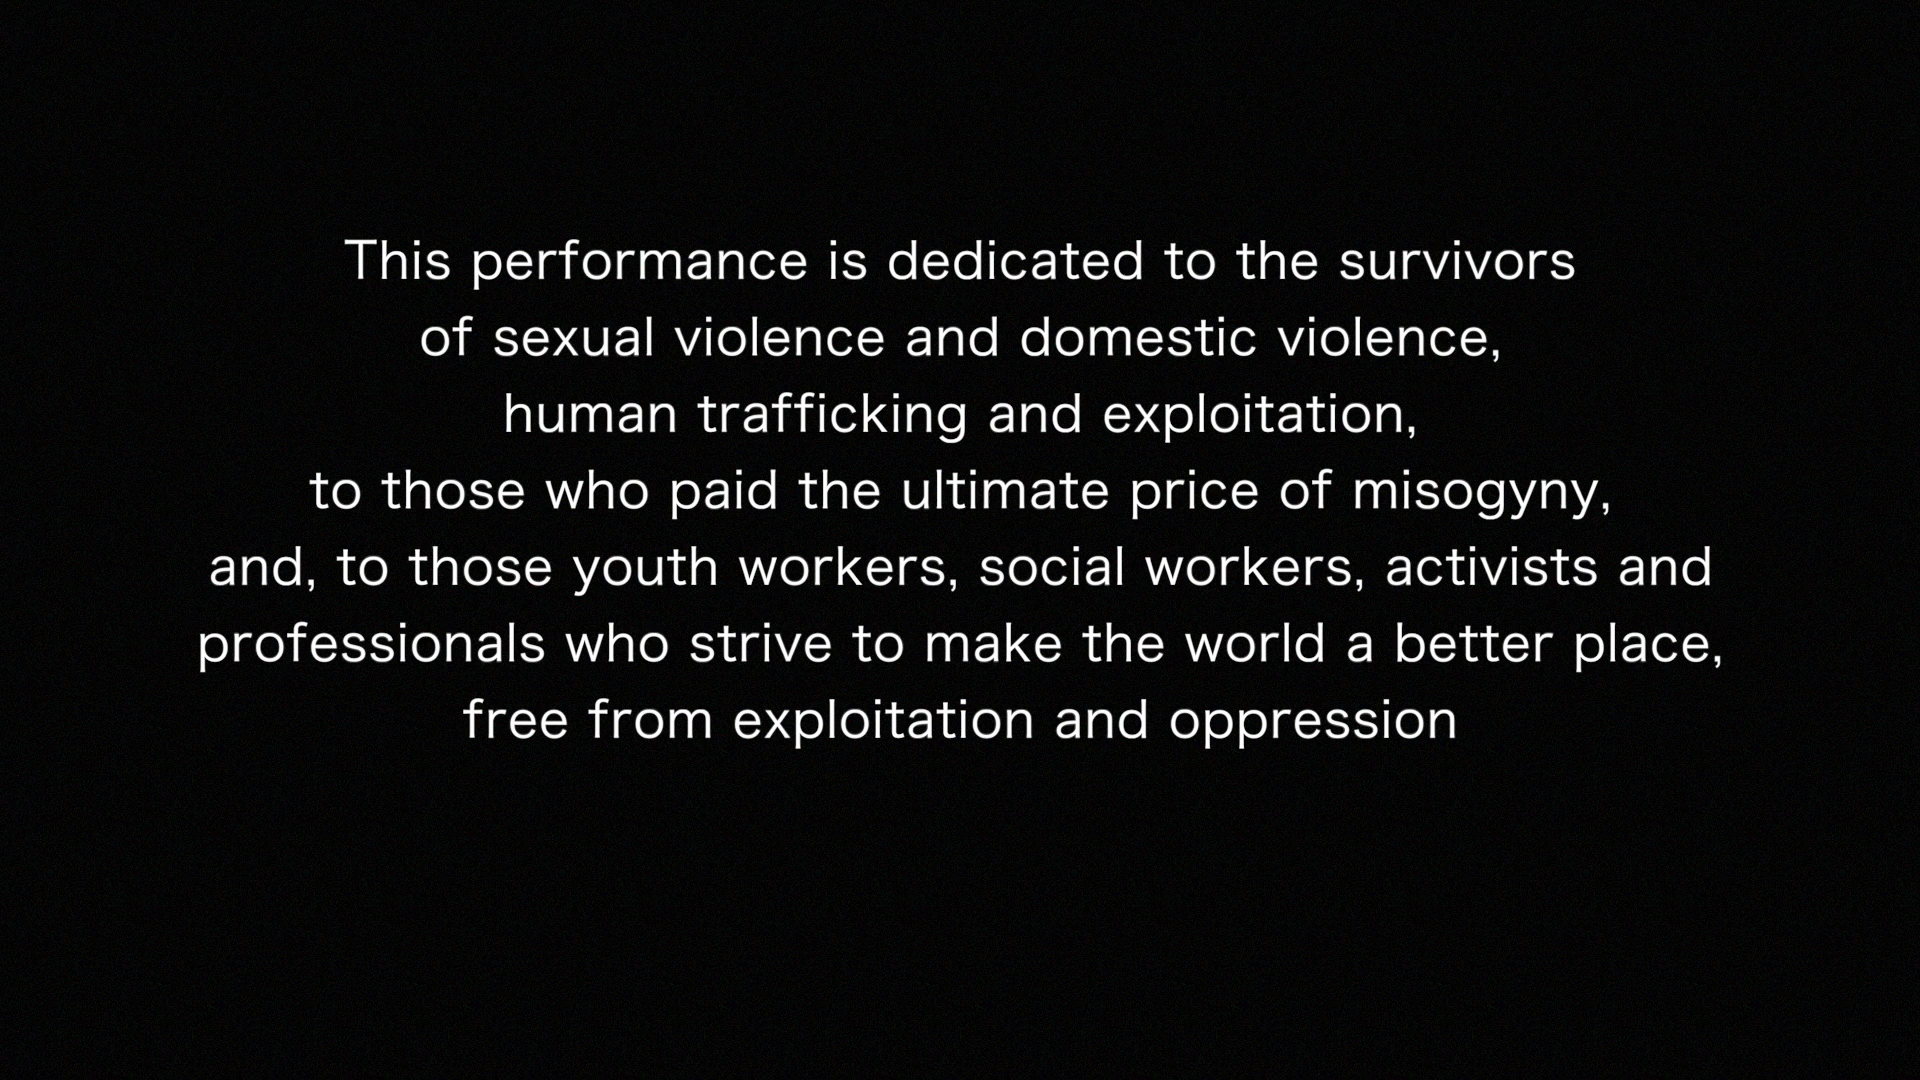 This performance is dedicated to the survivors
of sexual violence and domestic violence,
human trafficking and exploitation,
to those who paid the ultimate price of misogyny,
and, to those youth workers, social workers, activists and
professionals who strive to make the world a better place,
free from exploitation and oppression